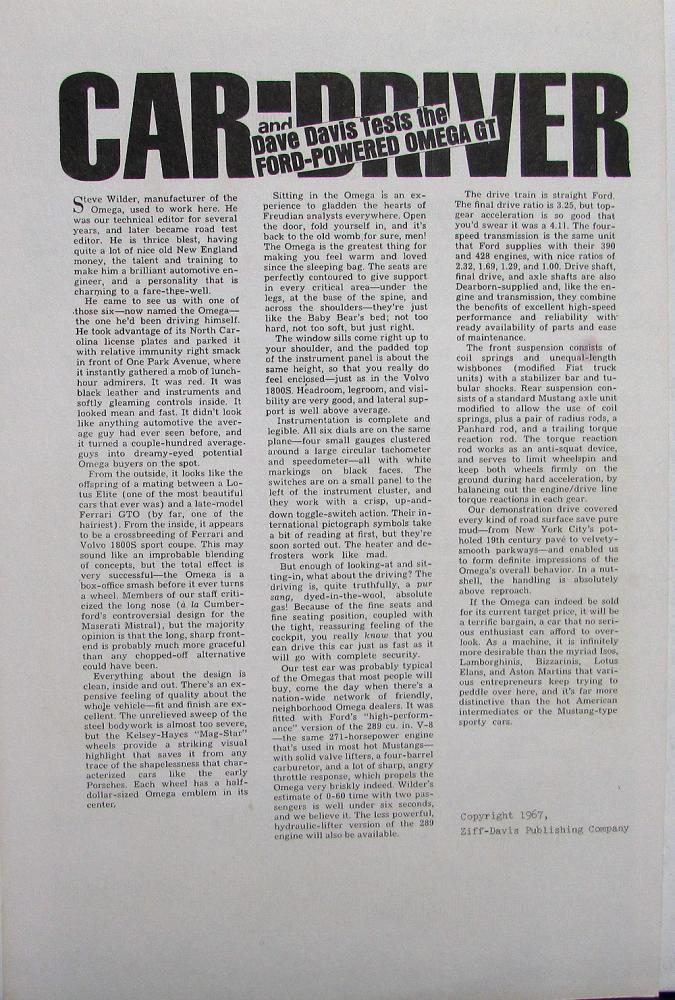 CAR and DRIVER
and
Dave Davis Tests the
FORD-POWERED OMEGA GT
Steve Wilder, manufacturer of the
Omega, used to work here. He
was our technical editor for several
years, and later became road test
editor. He is thrice blest, having
quite a lot of nice old New England
money, the talent and training to
make him a brilliant automotive en-
gineer, and a personality that is
charming to a fare-thee-well.
He came to see us with one of
those six—now named the Omega—
the one he'd been driving himself.
He took advantage of its North Car-
olina license plates and parked it
with relative immunity right smack
in front of One Park Avenue, where
it instantly gathered a mob of lunch-
hour admirers. It was red. It was
black leather and instruments and
softly gleaming controls inside. It
looked mean and fast. It didn't look
like anything automotive the aver-
age guy had ever seen before, and
it turned a couple-hundred average
guys into dreamy-eyed potential
Omega buyers on the spot.
From the outside, it looks like the
offspring of a mating between a Lo-
tus Elite (one of the most beautiful
cars that ever was) and a late-model
Ferrari GTO (by far, one of the
hairiest). From the inside, it appears
to be a crossbreeding of Ferrari and
Volvo 1800S sport coupe. This may
sound like an improbable blending
of concepts, but the total effect is
very successful—the Omega is a
box-office smash before it ever turns
a wheel. Members of our staff criti-
cized the long nose (á la Cumber-
ford's controversial design for the
Maserati Mistral), but the majority
opinion is that the long, sharp front-
end is probably much more graceful
than any chopped-off alternative
could have been.
Everything about the design is
clean, inside and out. There's an ex-
pensive feeling of quality about the
whole vehicle—fit and finish are ex-
cellent. The unrelieved sweep of the
steel bodywork is almost too severe,
but the Kelsey-Hayes "Mag-Star"
wheels provide a striking visual
highlight that saves it from any
trace of the shapelessness that char-
acterized cars like the early
Porsches. Each wheel has a half-
dollar-sized Omega emblem in its
center.
Sitting in the Omega is an ex-
perience to gladden the hearts of
Freudian analysts everywhere. Open
the door, fold yourself in, and it's
back to the old womb for sure, men!
The Omega is the greatest thing for
making you feel warm and loved
since the sleeping bag. The seats are
perfectly contoured to give support
in every critical area—under the
legs, at the base of the spine, and
across the shoulders—they're just
like the Baby Bear's bed; not too
hard, not too soft, but just right.
The window sills come right up to
your shoulder, and the padded top
of the instrument panel is about the
same height, so that you really do
feel enclosed—just as in the Volvo
1800S. Headroom, legroom, and visi-
bility are very good, and lateral sup-
port is well above average.
Instrumentation is complete and
legible. All six dials are on the same
plane—four small gauges clustered
around a large circular tachometer
and speedometer—all with white
markings on black faces. The
switches are on a small panel to the
left of the instrument cluster, and
they work with a crisp, up-and-
down toggle-switch action. Their in-
ternational pictograph symbols take
a bit of reading at first, but they're
soon sorted out. The heater and de-
frosters work like mad.
But enough of looking-at and sit-
ting-in, what about the driving? The
driving is, quite truthfully, a pur
sang, dyed-in-the-wool, absolute
gas! Because of the fine seats and
fine seating position, coupled with
the tight, reassuring feeling of the
cockpit, you really know that you
can drive this car just as fast as it
will go with complete security.
Our test car was probably typical
of the Omegas that most people will
buy, come the day when there's a
nation-wide network of friendly,
neighborhood Omega dealers. It was
fitted with Ford's "high-perform-
ance" version of the 289 cu. in. V-8
—the same 271-horsepower engine
that's used in most hot Mustangs—
with solid valve lifters, a four-barrel
carburetor, and a lot of sharp, angry
throttle response, which propels the
Omega very briskly indeed. Wilder's
estimate of 0-60 time with two pas-
sengers is well under six seconds,
and we believe it. The less powerful,
hydraulic-lifter version of the 289
engine will also be available.
The drive train is straight Ford.
The final drive ratio is 3.25, but top-
gear acceleration is so good that
you'd swear it was a 4.11. The four-
speed transmission is the same unit
that Ford supplies with their 390
and 428 engines, with nice ratios of
2.32, 1.69, 1.29, and 1.00. Drive shaft,
final drive, and axle shafts are also
Dearborn-supplied and, like the en-
gine and transmission, they combine
the benefits of excellent high-speed
performance and reliability with
ready availability of parts and ease
of maintenance.
The front suspension consists of
coil springs and unequal-length
wishbones (modified Fiat truck
units) with a stabilizer bar and tu-
bular shocks. Rear suspension con-
sists of a standard Mustang axle unit
modified to allow the use of coil
springs, plus a pair of radius rods, a
Panhard rod, and a trailing torque
reaction rod. The torque reaction
rod works as an anti-squat device,
and serves to limit wheelspin and
keep both wheels firmly on the
ground during hard acceleration, by
balancing out the engine/drive line
torque reactions in each gear.
Our demonstration drive covered
every kind of road surface save pure
mud—from New York City's pot-
holed 19th century pavé to velvety-
smooth parkways—and enabled us
to form definite impressions of the
Omega's overall behavior. In a nut-
shell, the handling is absolutely
above reproach.
If the Omega can indeed be sold
for its current target price, it will be
a terrific bargain, a car that no seri-
ous enthusiast can afford to over-
look. As a machine, it is infinitely
more desirable than the myriad Isos,
Lamborghinis, Bizzarinis, Lotus
Elans, and Aston Martins that vari-
ous entrepreneurs keep trying to
peddle over here, and it's far more
distinctive than the hot American
intermediates or the Mustang-type
sporty cars.
Copyright 1967,
Ziff-Davis Publishing Company